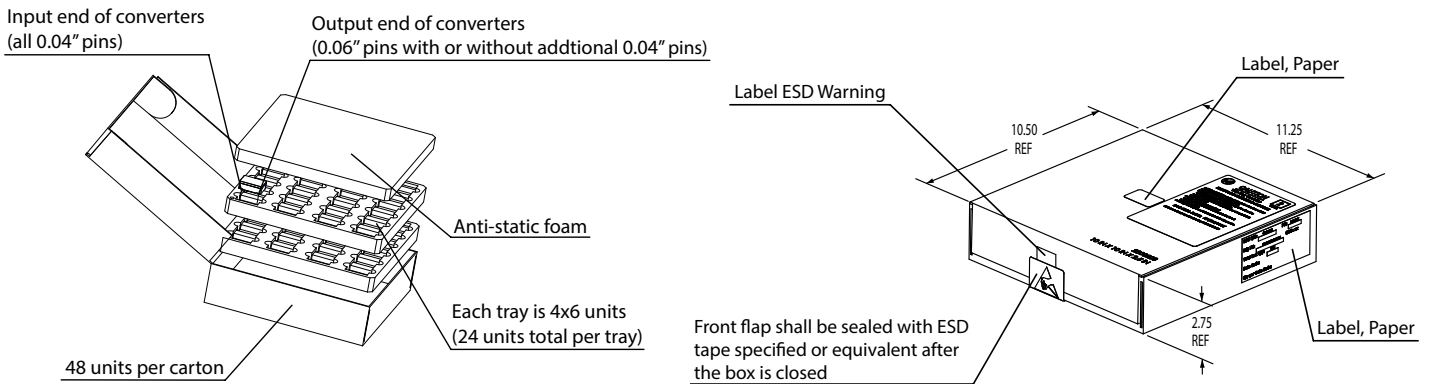 Input end of converters
(all 0.04" pins)
Output end of converters
(0.06" pins with or without addtional 0.04" pins)
Anti-static foam
Each tray is 4x6 units
(24 units total per tray)
48 units per carton
Label, Paper
Label ESD Warning
10.50
REF
11.25
REF
2.75
REF
Label, Paper
Front flap shall be sealed with ESD
tape specified or equivalent after
the box is closed